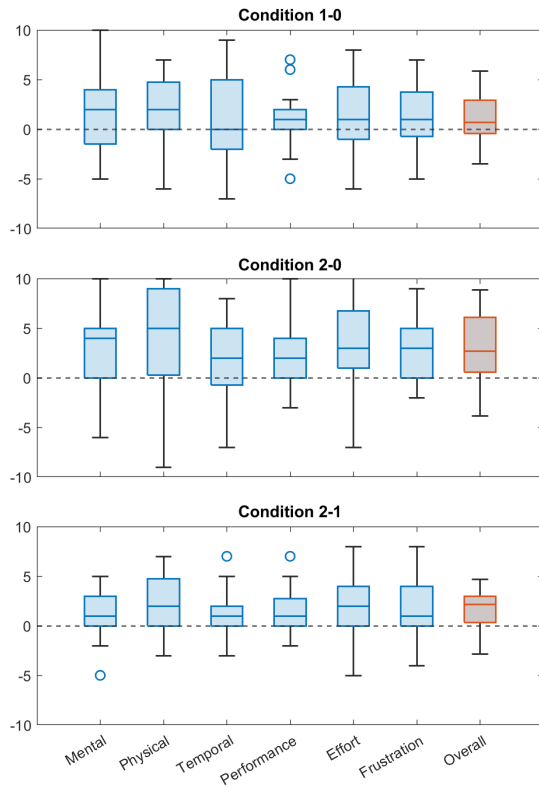 Condition 1-0
10
5
0
-5
-10
Condition 2-0
10
5
0
-5
-10
Condition 2-1
10
5
0
-5
-10
Mental
Physical
Temporal
Performance
Effort
Frustration
Overall